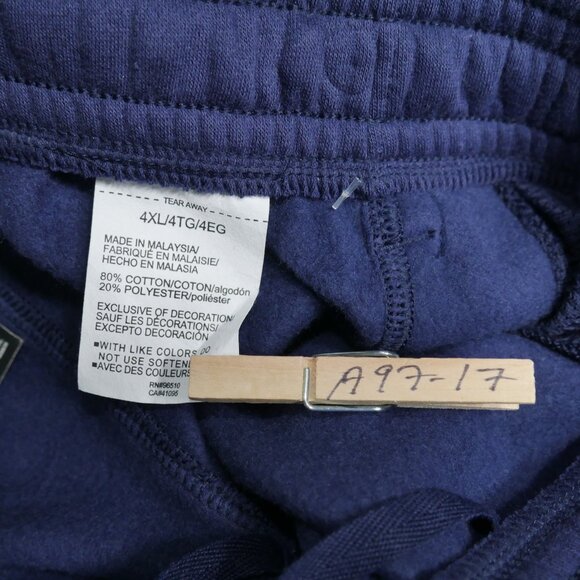 TEAR AWAY
4XL/4TG/4EG
MADE IN MALAYSIA/
FABRIQUÉ EN MALAISIE/
HECHO EN MALASIA
80% COTTON/COTON/algodón
20% POLYESTER/poliéster
EXCLUSIVE OF DECORATION/
SAUF LES DÉCORATIONS/
EXCEPTO DECORACIÓN
■WITH LIKE COLORS DO
NOT USE SOFTENE
■AVEC DES COULEURS
RN#96510
CA#41095
A97-17